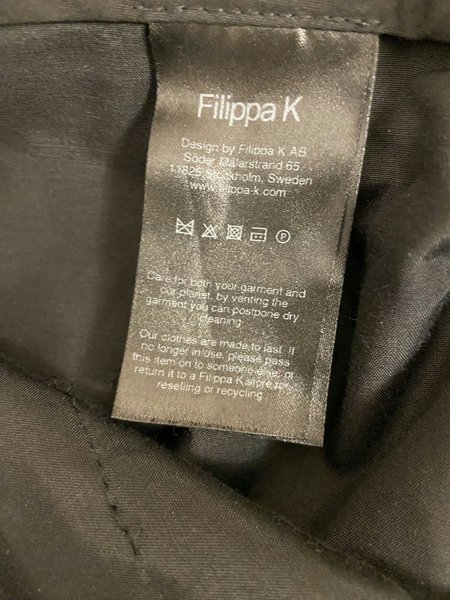 Filippa K
Design by Filippa K AB
Söder Mälarstrand 65
11825 Stockholm, Sweden
www.filippa-k.com
P
Care for both your garment and
our planet, by venting the
garment you can postpone dry
cleaning.
Our clothes are made to last. If
no longer in use, please pass
this item on to someone else, or
return it to a Filippa K store for
reselling or recycling.